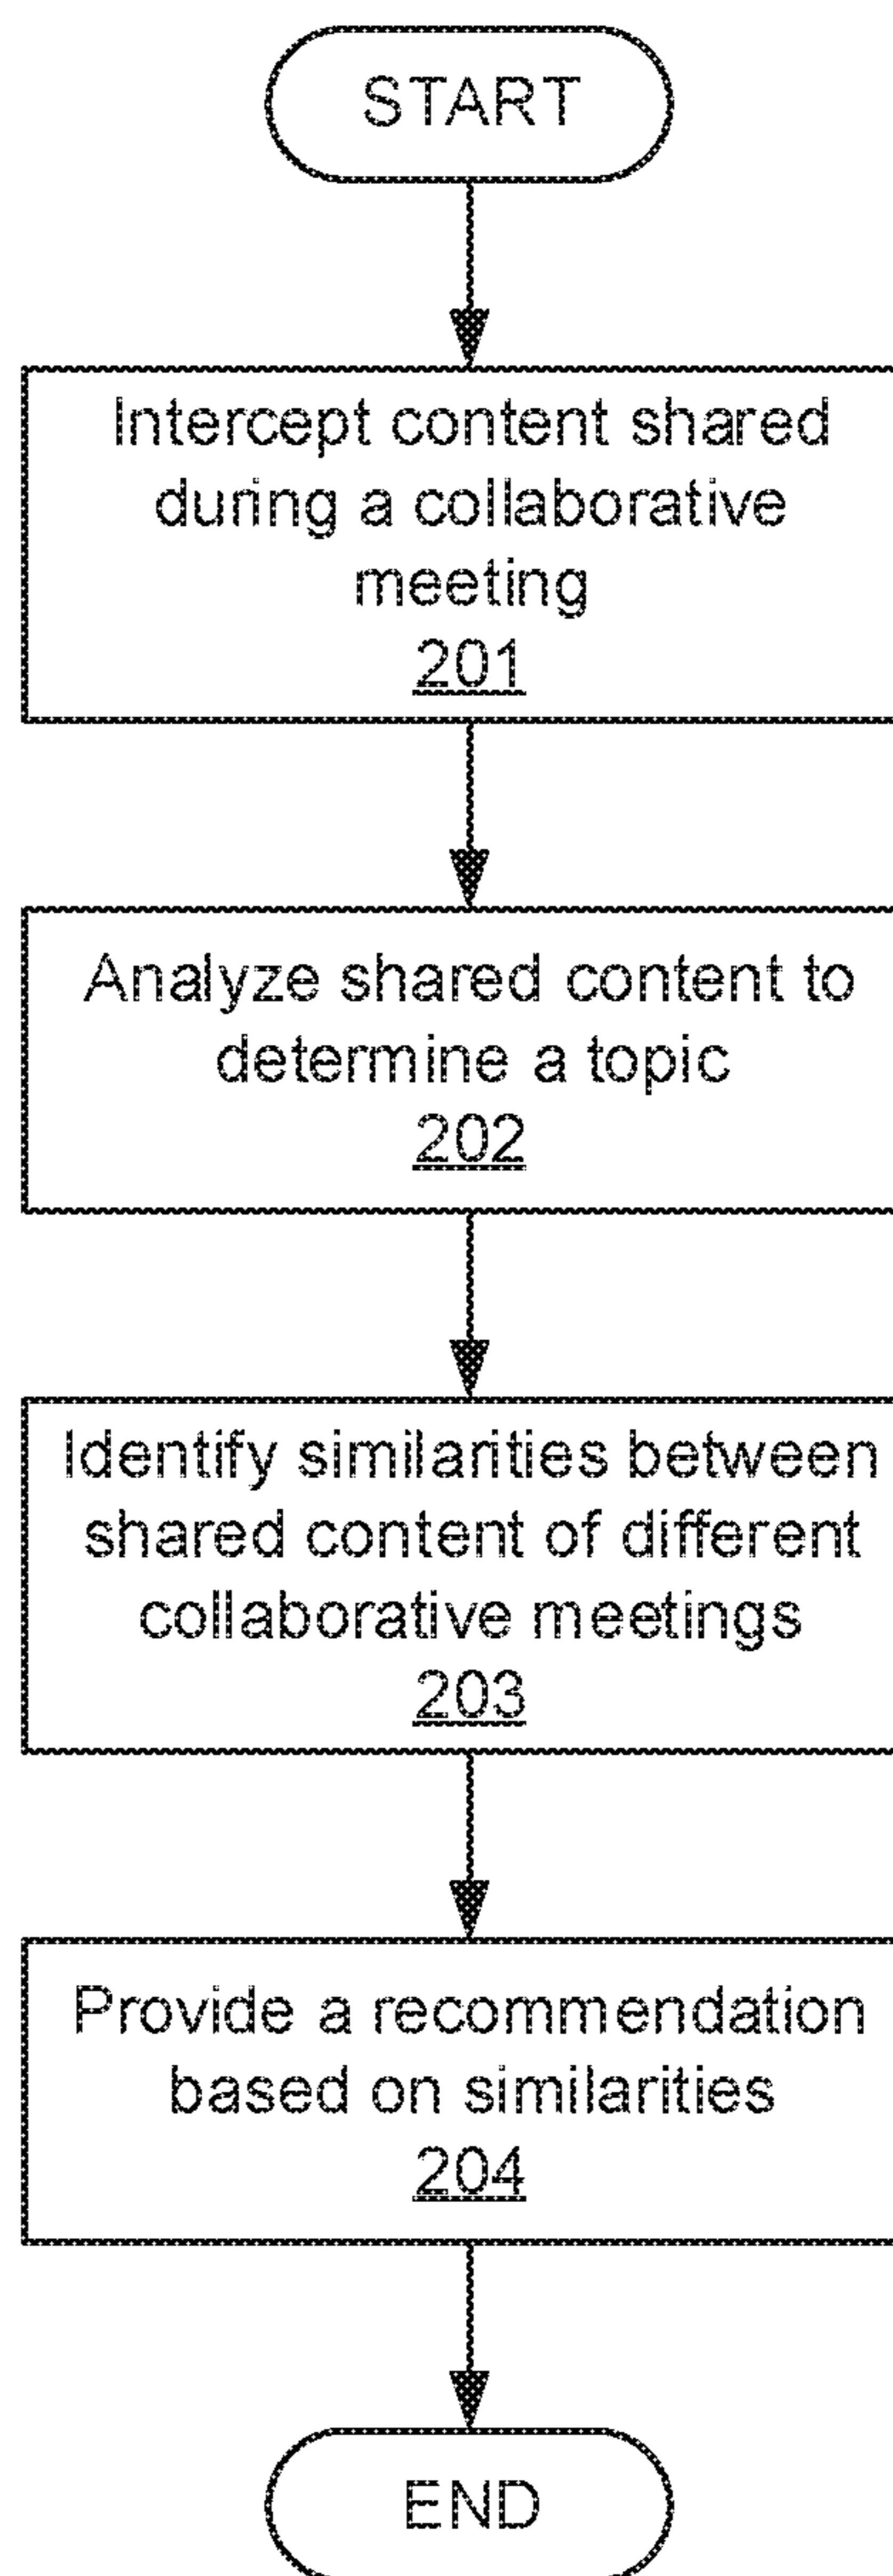 START
Intercept content shared
during a collaborative
meeting
201
Analyze shared content to
determine a topic
202
Identify similarities between
shared content of different
collaborative meetings
203
Provide a recommendation
based on similarities
204
END